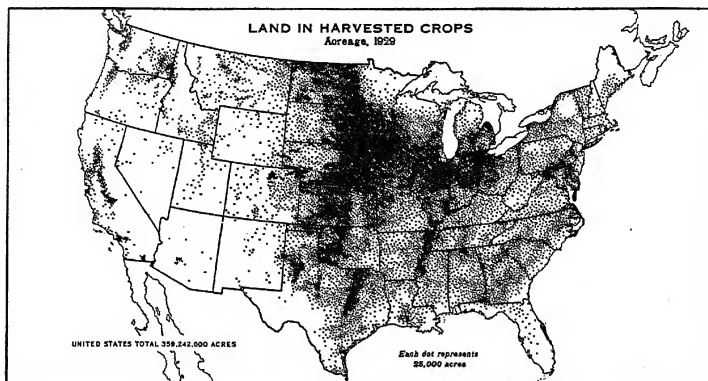 LAND IN HARVESTED CROPS
Acreage, 1929
UNITED STATES TOTAL 359,242,000 ACRES
Each dot represents
25,000 acres